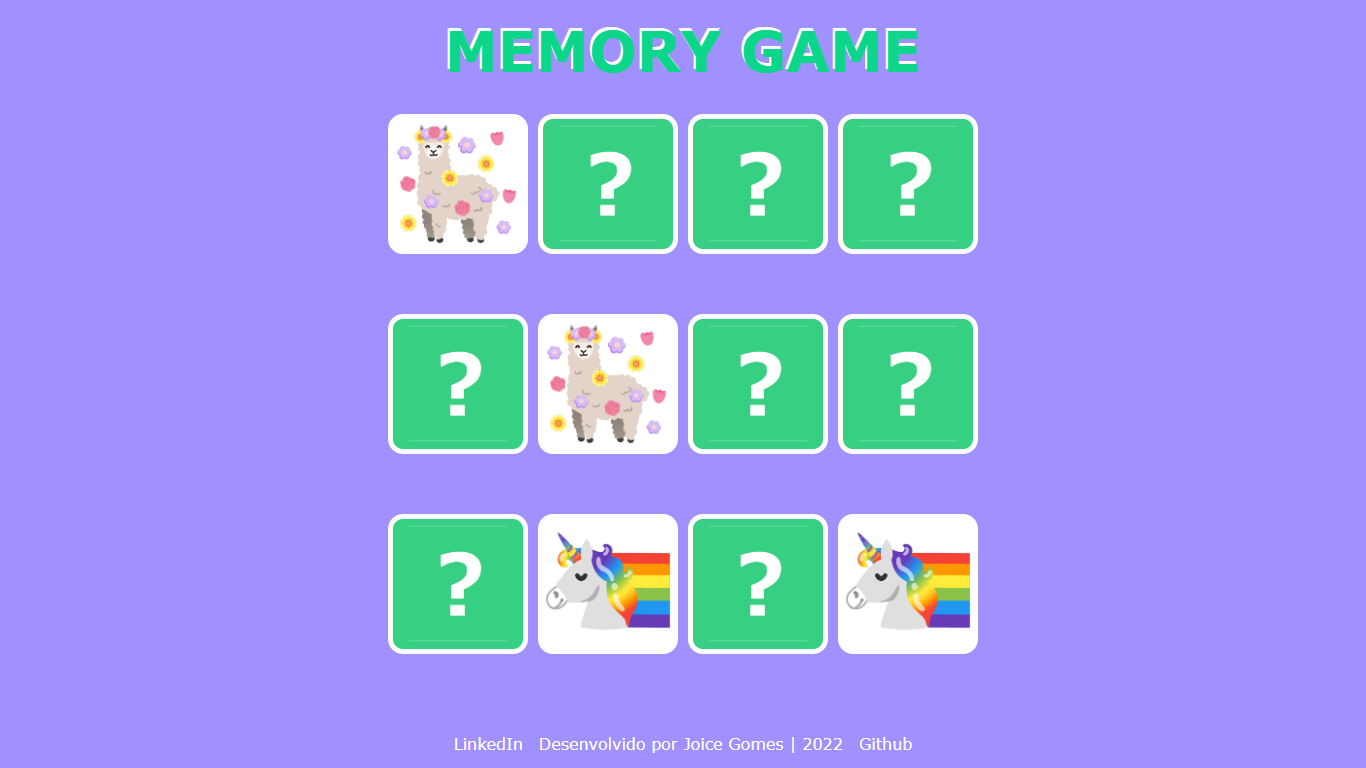 MEMORY GAME
? ? ?
? ? ?
? ?
LinkedIn Desenvolvido por Joice Gomes | 2022 Github